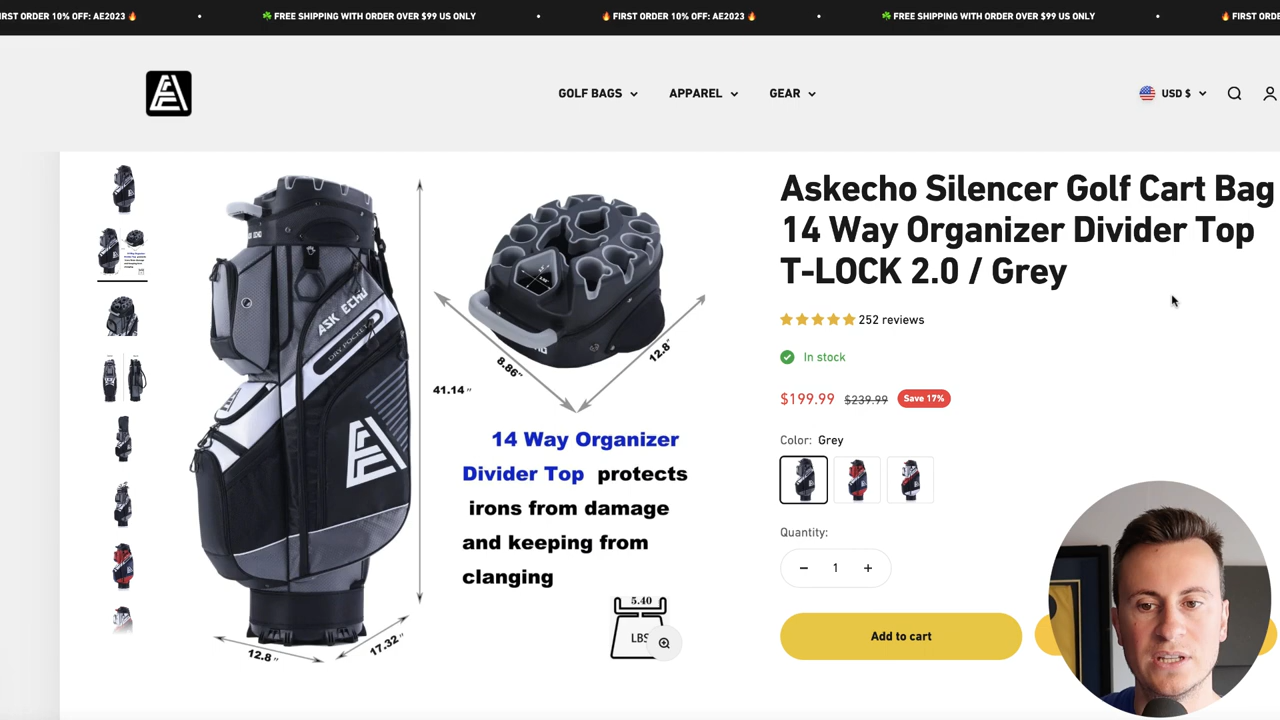 IRST ORDER 10% OFF: AE2023 🔥 • ☘️ FREE SHIPPING WITH ORDER OVER $99 US ONLY • 🔥 FIRST ORDER 10% OFF: AE2023 🔥 • ☘️ FREE SHIPPING WITH ORDER OVER $99 US ONLY • 🔥 FIRST ORDE
GOLF BAGS APPAREL GEAR USD $
Askecho Silencer Golf Cart Bag
14 Way Organizer Divider Top
T-LOCK 2.0 / Grey
252 reviews
In stock
$199.99 $239.99 Save 17%
Color: Grey
Quantity:
− 1 +
Add to cart
ASK ECHO
DRY POCKET
41.14″
8.86″
12.8″
14 Way Organizer
Divider Top protects
irons from damage
and keeping from
clanging
5.40
LBS
12.8″
17.32″